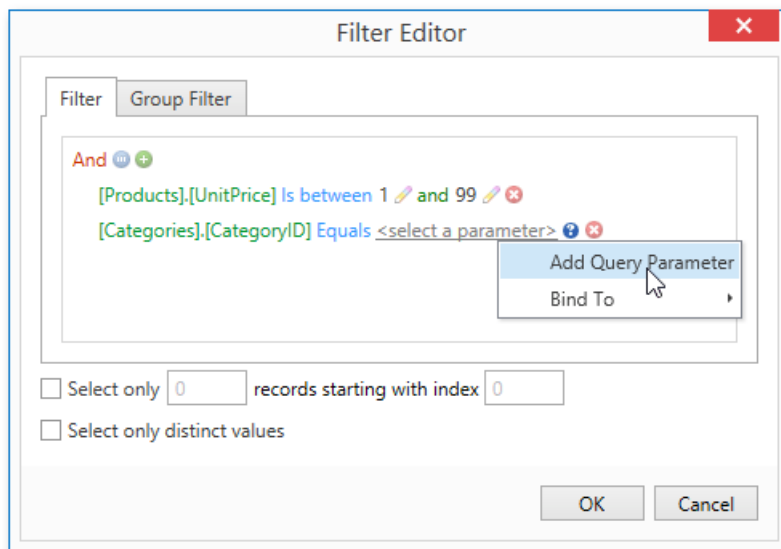 Filter Editor
Filter
Group Filter
And
[Products].[UnitPrice] Is between 1 and 99
[Categories].[CategoryID] Equals <select a parameter> ?
Add Query Parameter
Bind To
Select only 0 records starting with index 0
Select only distinct values
OK
Cancel